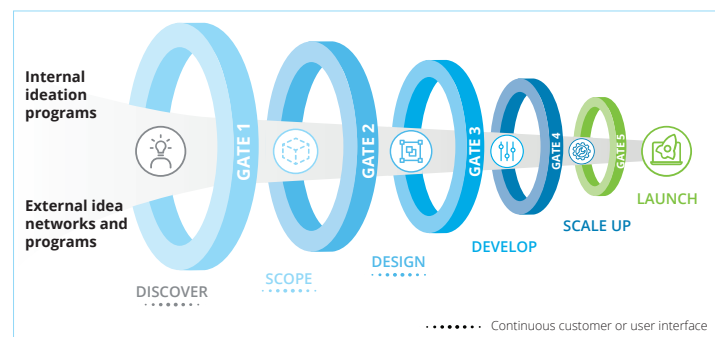 Internal
ideation
programs
External idea
networks and
programs
GATE 1
GATE 2
GATE 3
GATE 4
GATE 5
DISCOVER
SCOPE
DESIGN
DEVELOP
SCALE UP
LAUNCH
Continuous customer or user interface